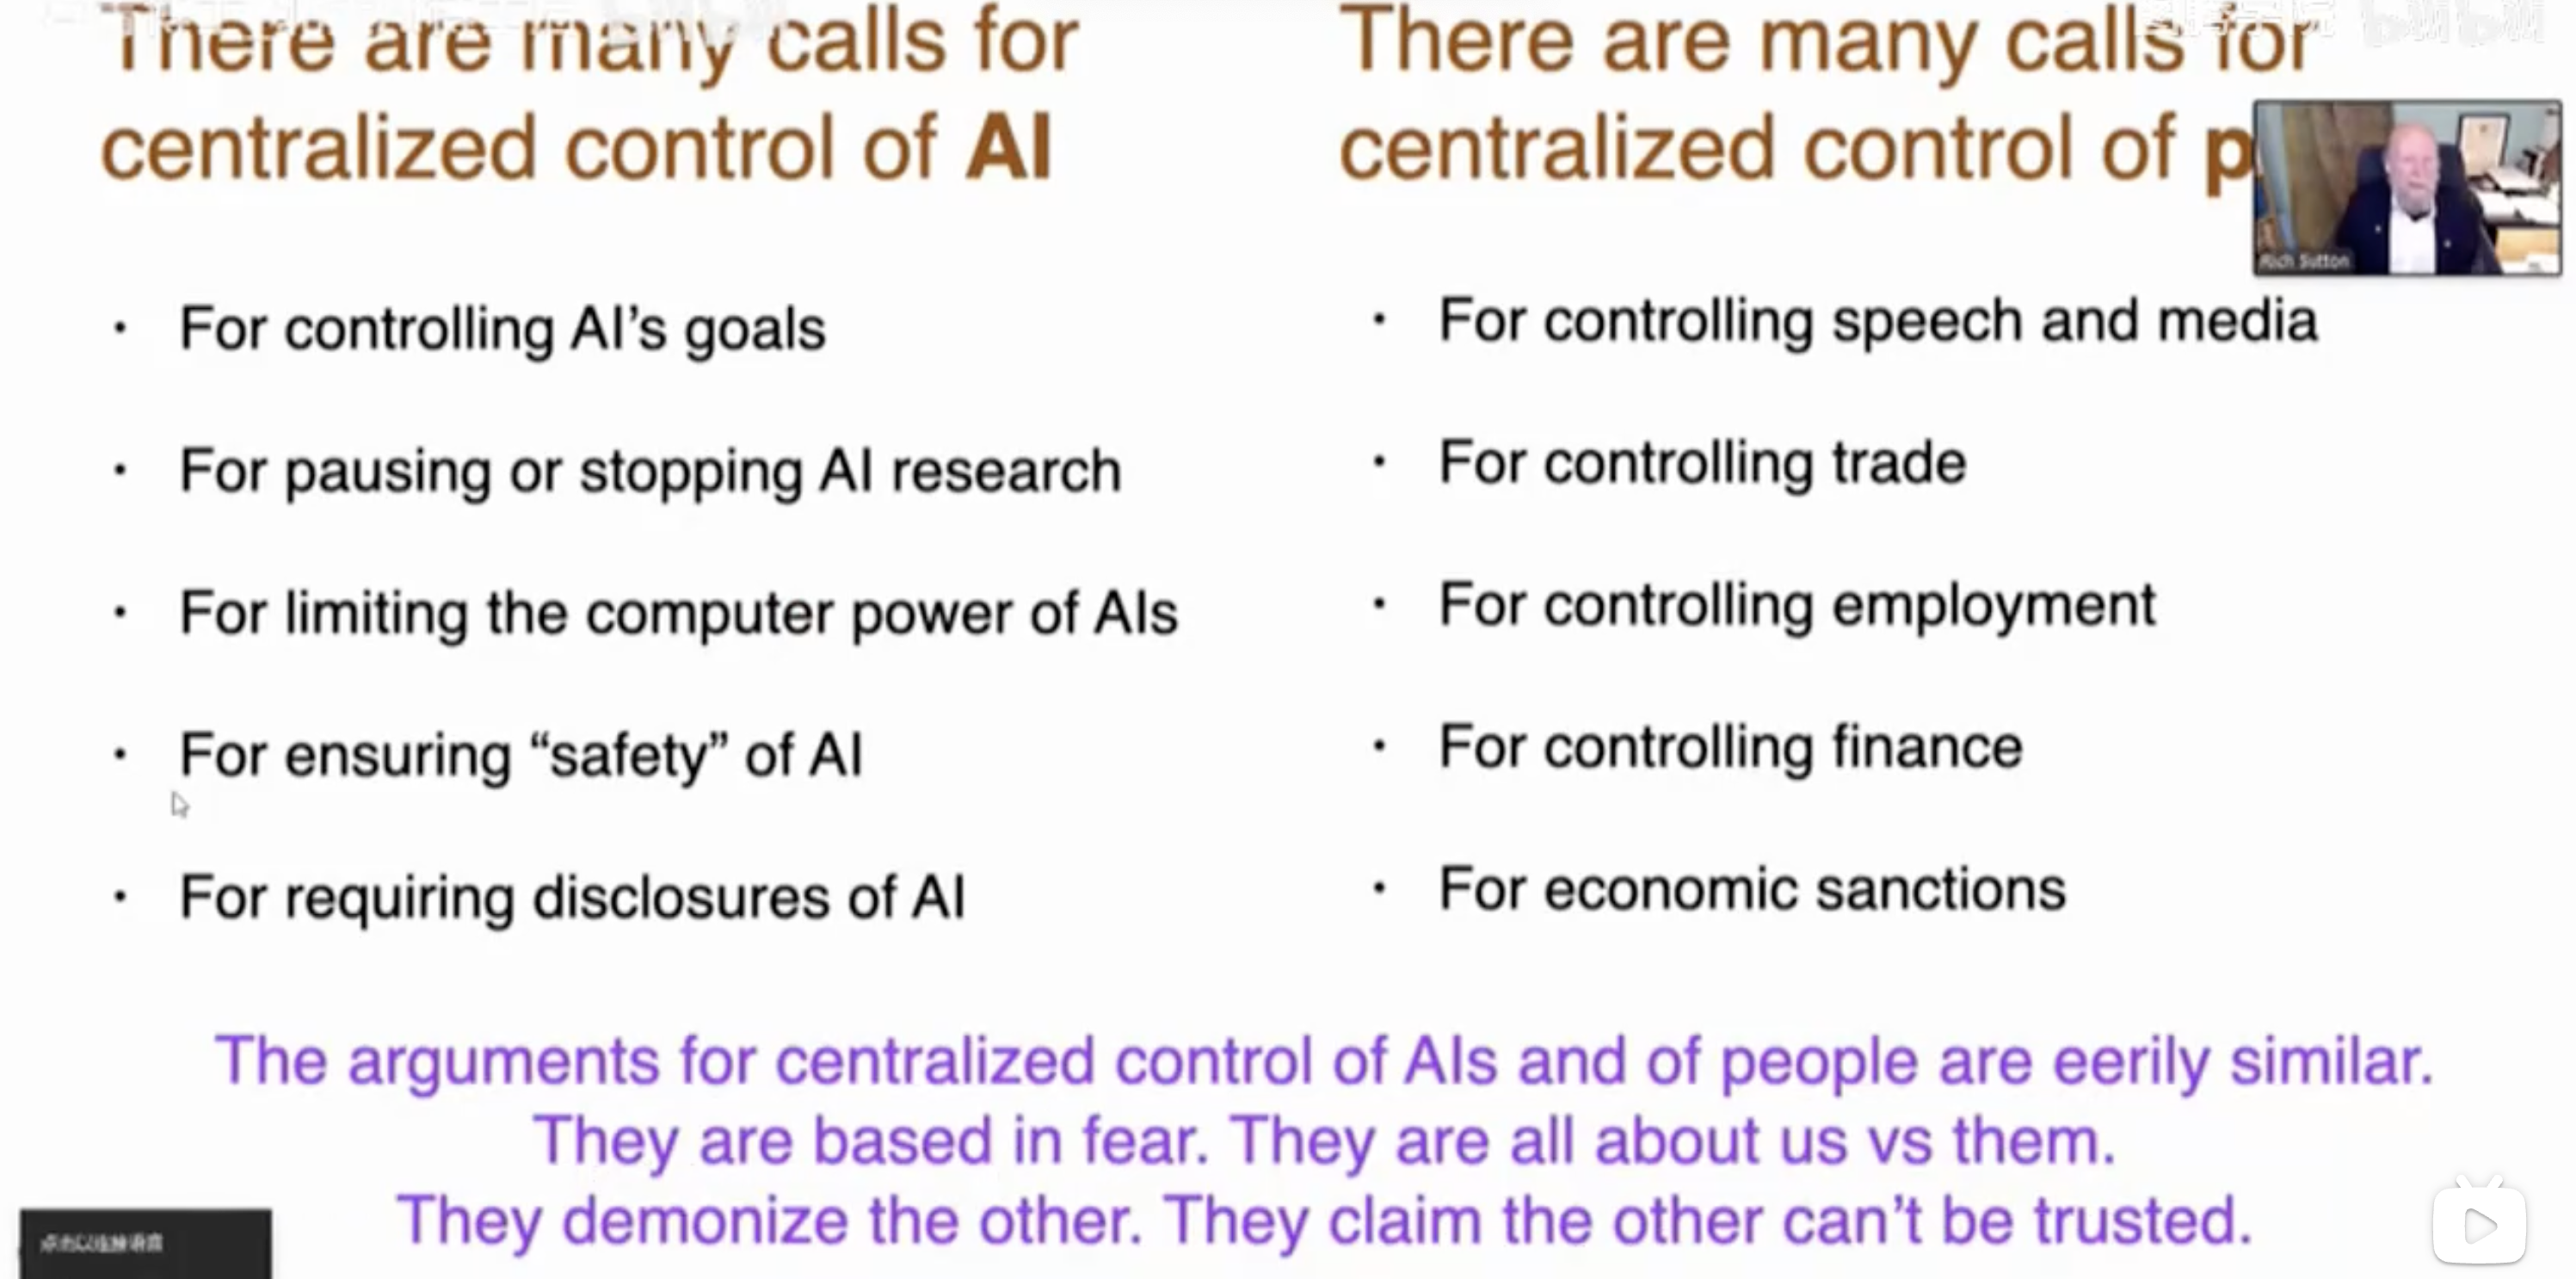 There are many calls for
centralized control of AI
For controlling AI's goals
For pausing or stopping AI research
For limiting the computer power of AIs
For ensuring “safety” of AI
For requiring disclosures of AI
There are many calls for
centralized control of p
Rich Sutton
For controlling speech and media
For controlling trade
For controlling employment
For controlling finance
For economic sanctions
The arguments for centralized control of AIs and of people are eerily similar.
They are based in fear. They are all about us vs them.
They demonize the other. They claim the other can’t be trusted.